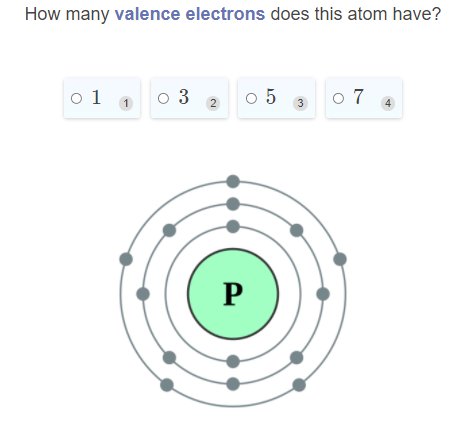 How many valence electrons does this atom have?
1 1 3 2 5 3 7 4
P